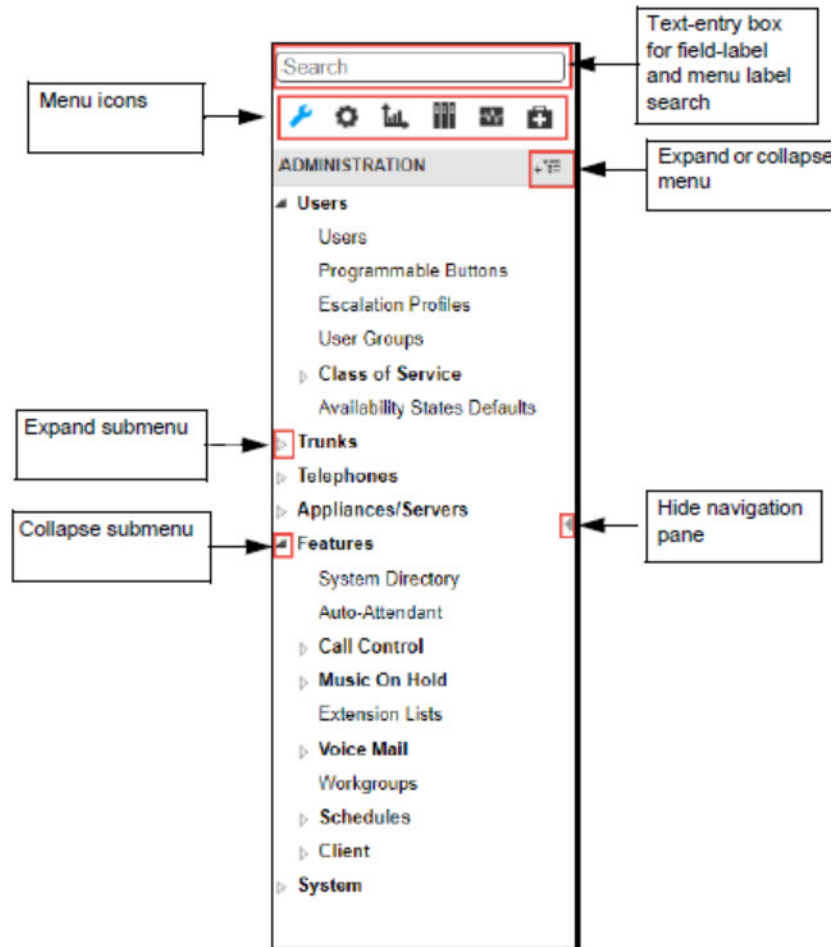 Text-entry box
for field-label
and menu label
search
Search
Menu icons
ADMINISTRATION
Expand or collapse
menu
Users
Users
Programmable Buttons
Escalation Profiles
User Groups
Class of Service
Availability States Defaults
Expand submenu
Trunks
Telephones
Appliances/Servers
Hide navigation
pane
Collapse submenu
Features
System Directory
Auto-Attendant
Call Control
Music On Hold
Extension Lists
Voice Mail
Workgroups
Schedules
Client
System